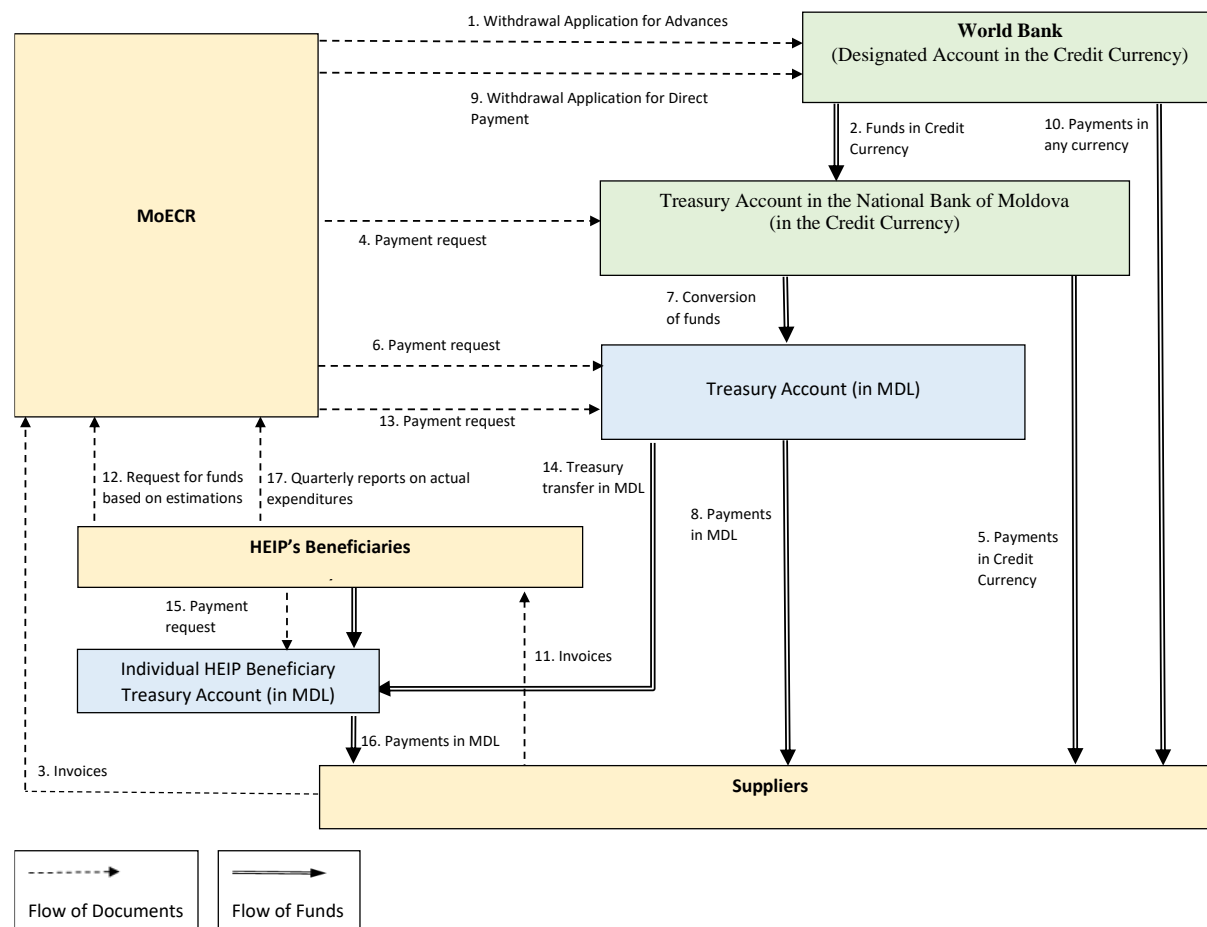 1. Withdrawal Application for Advances
World Bank
(Designated Account in the Credit Currency)
9. Withdrawal Application for Direct
Payment
2. Funds in Credit
Currency
10. Payments in
any currency
MoECR
Treasury Account in the National Bank of Moldova
(in the Credit Currency)
4. Payment request
7. Conversion
of funds
6. Payment request
Treasury Account (in MDL)
13. Payment request
12. Request for funds
based on estimations
17. Quarterly reports on actual
expenditures
14. Treasury
transfer in MDL
8. Payments
in MDL
5. Payments
in Credit
Currency
HEIP's Beneficiaries
.
15. Payment
request
11. Invoices
Individual HEIP Beneficiary
Treasury Account (in MDL)
16. Payments in MDL
3. Invoices
Suppliers
Flow of Documents
Flow of Funds